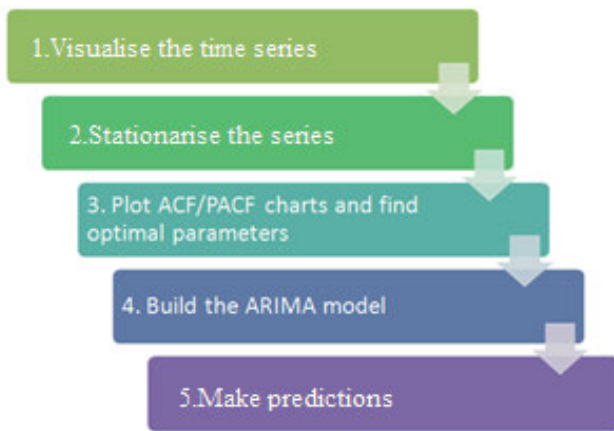 1.Visualise the time series
2.Stationarise the series
3. Plot ACF/PACF charts and find
optimal parameters
4. Build the ARIMA model
5.Make predictions